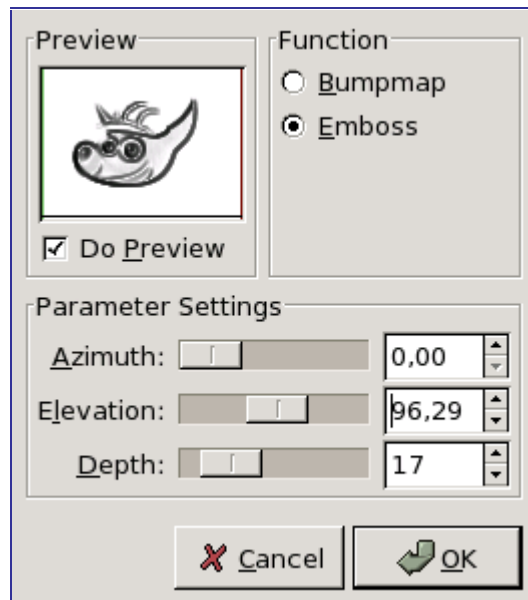 Preview
Do Preview
Function
Bumpmap
Emboss
Parameter Settings
Azimuth: 0,00
Elevation: 96,29
Depth: 17
Cancel
OK